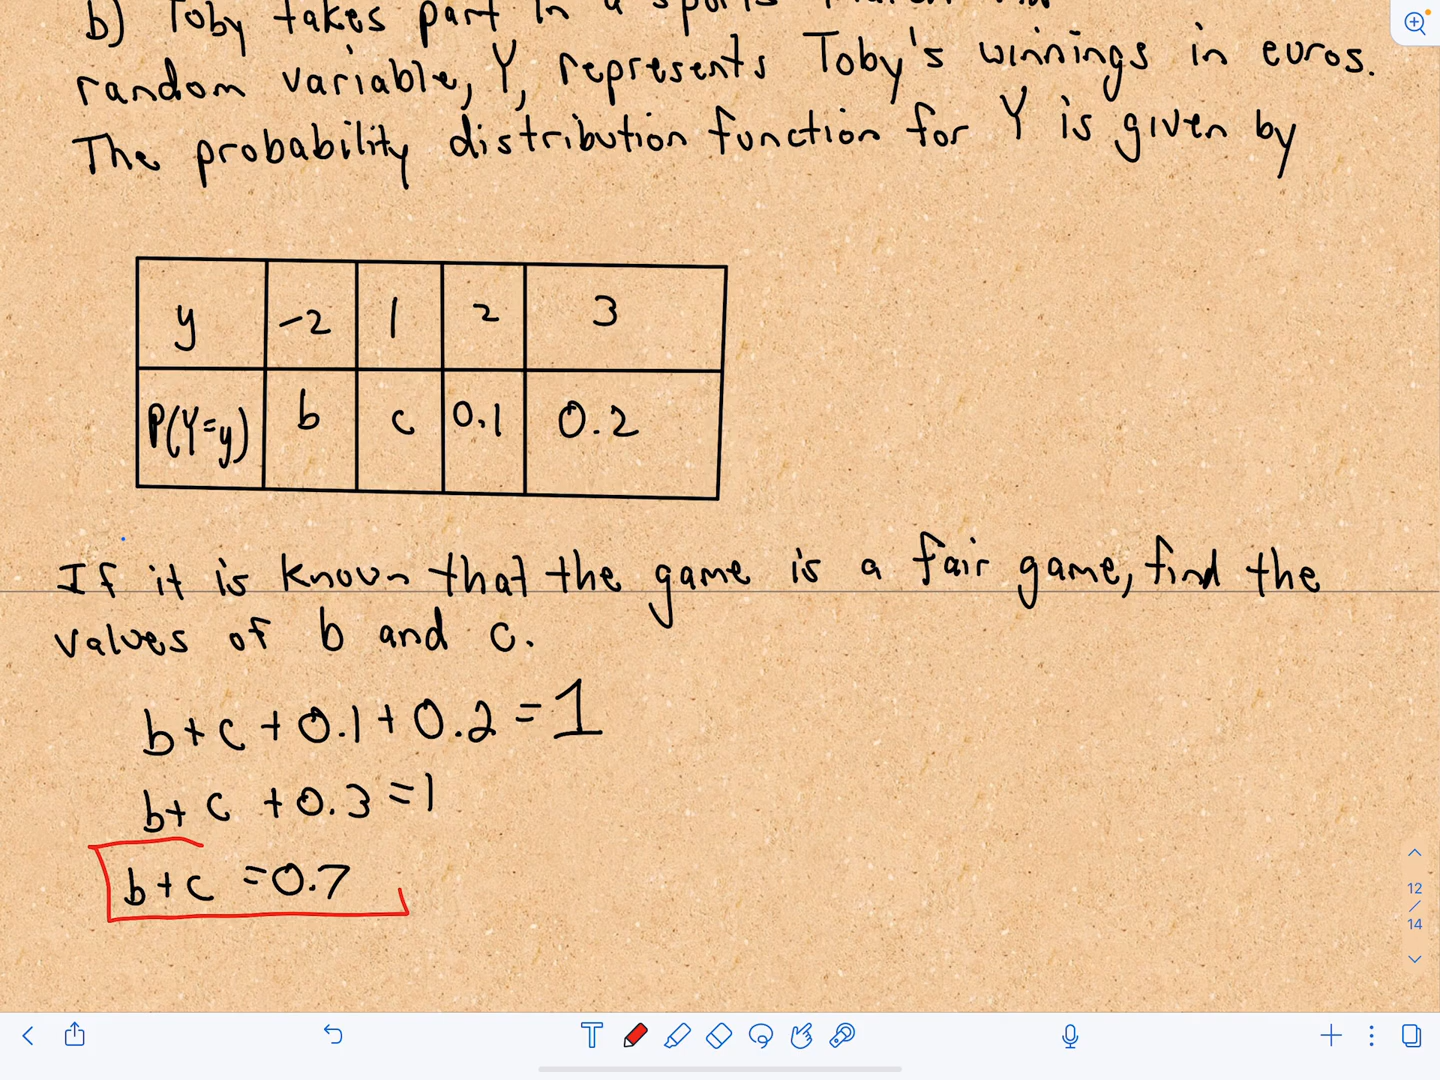 b) Toby takes part in a sports
random variable, Y, represents Toby's winnings in euros.
The probability distribution function for Y is given by
y -2 1 2 3
P(Y=y) b c 0.1 0.2
If it is known that the game is a fair game, find the
values of b and c.
b+c+0.1+0.2=1
b+c+0.3=1
b+c=0.7
12
/
14
T